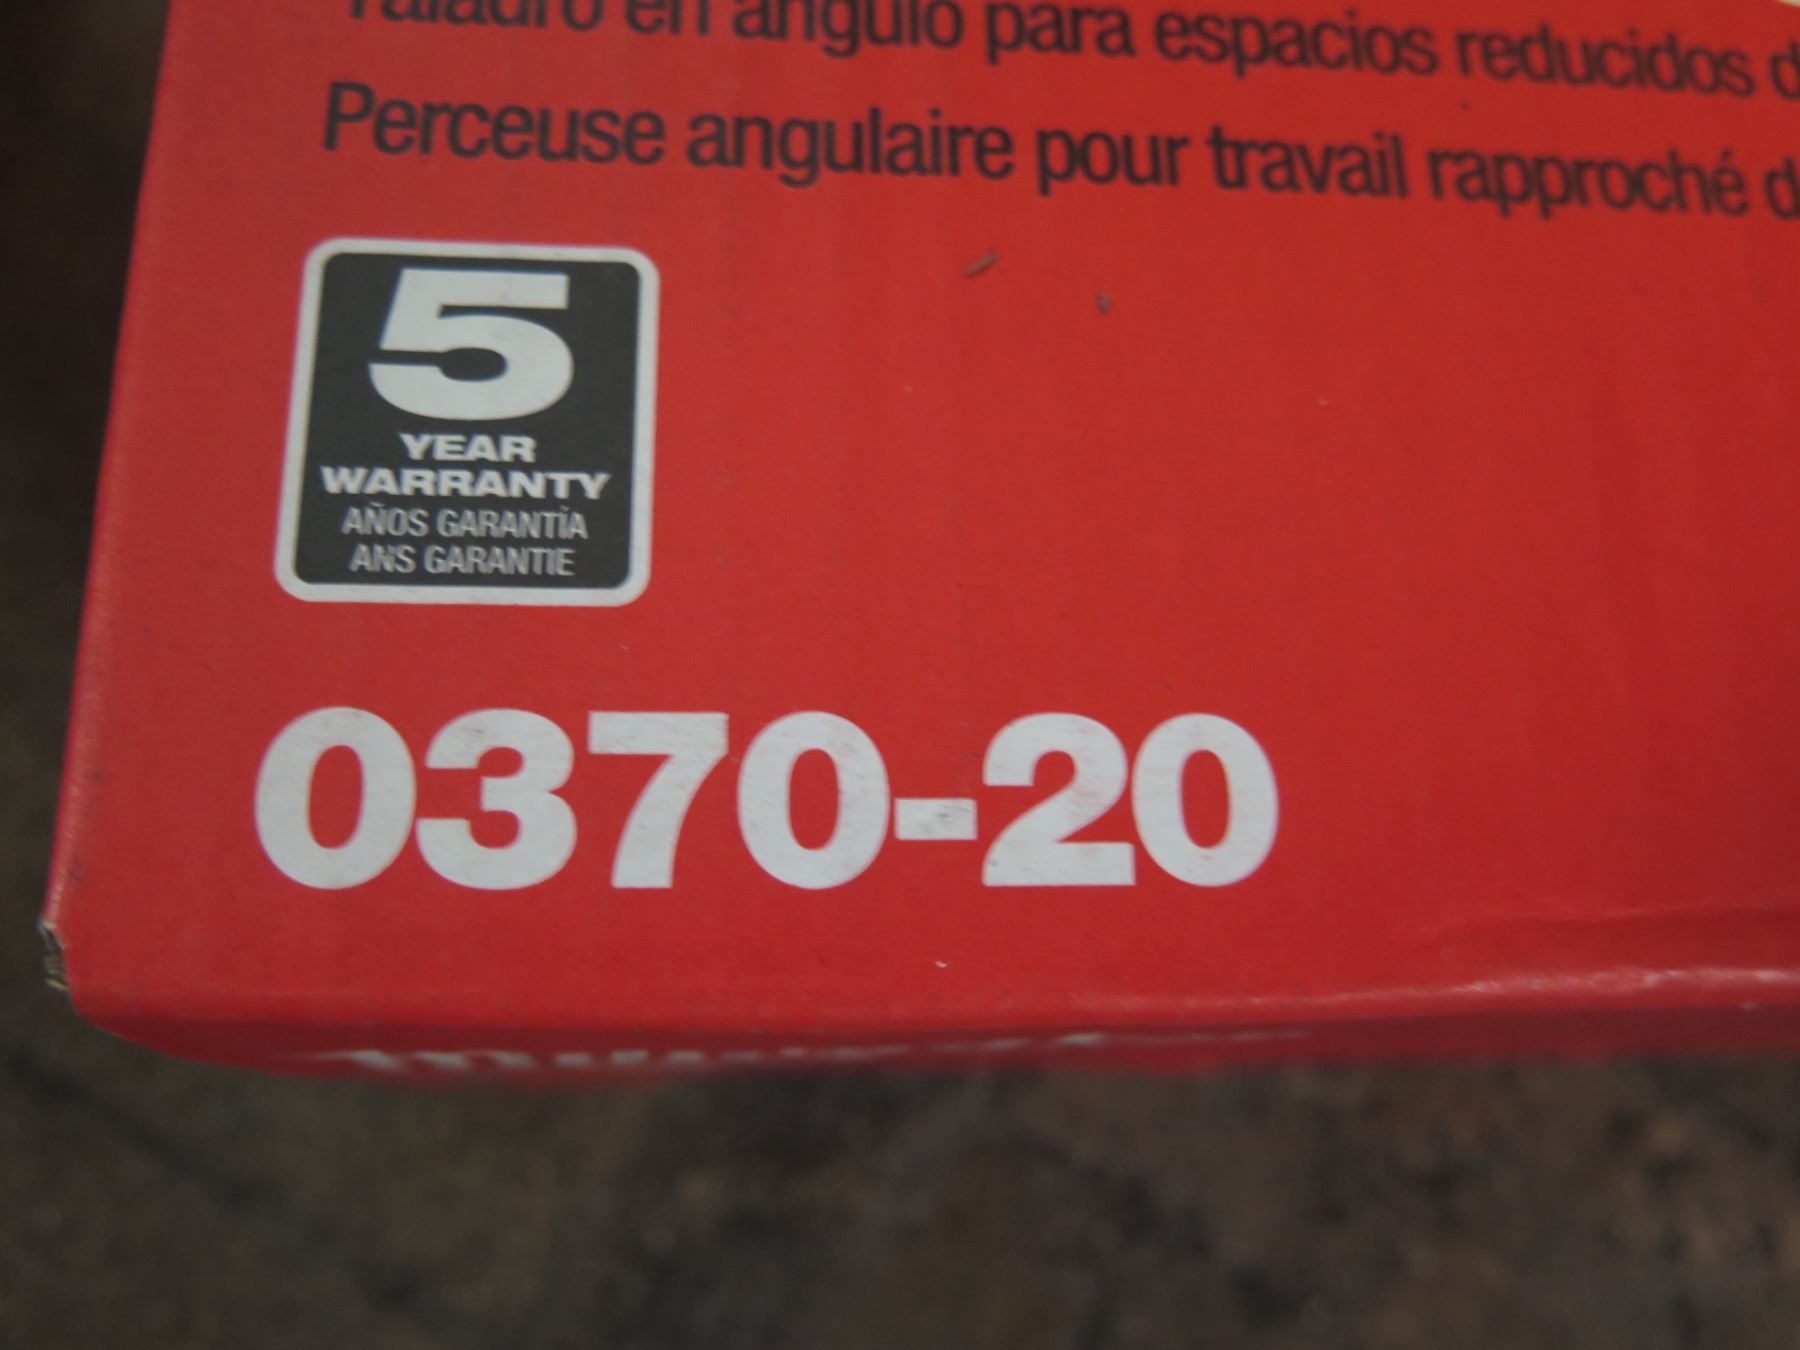 Taladro en ángulo para espacios reducidos d
Perceuse angulaire pour travail rapproché d
5
YEAR
WARRANTY
AÑOS GARANTÍA
ANS GARANTIE
0370-20